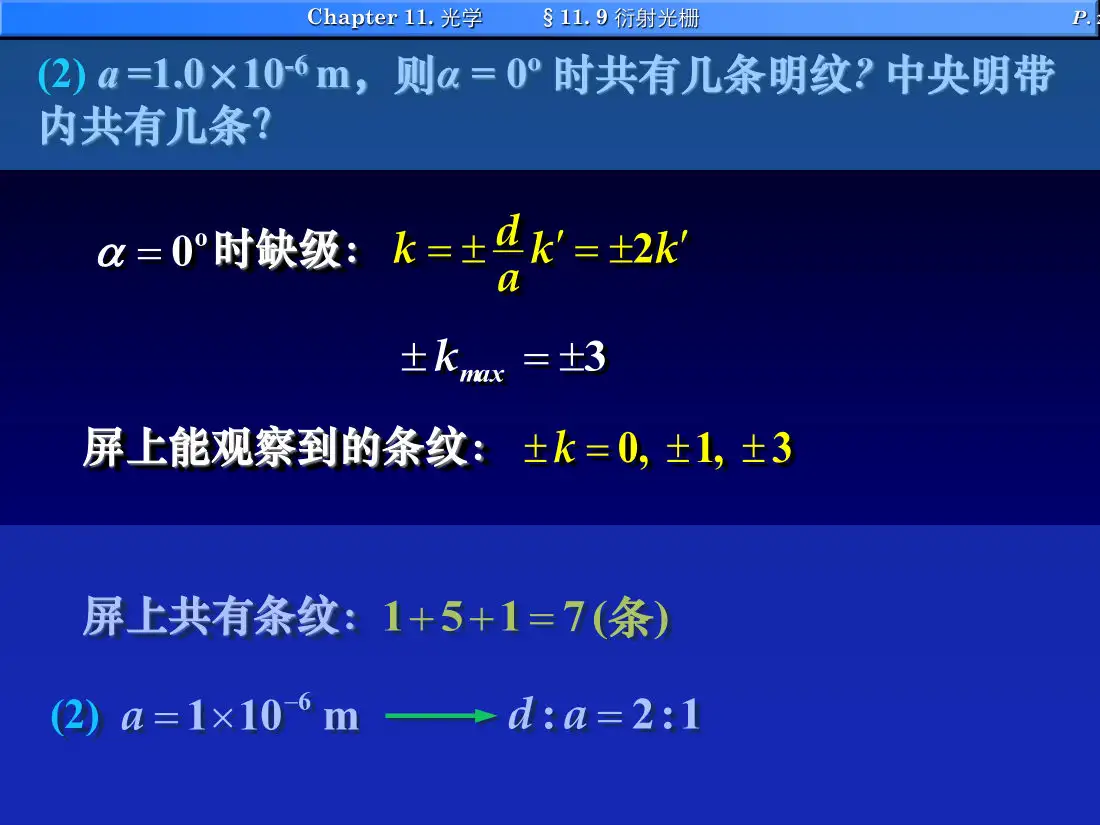 Chapter 11. 光学 §11. 9 衍射光栅 P.
(2) a =1.0×10⁻⁶ m，则α = 0º 时共有几条明纹? 中央明带
内共有几条?
α = 0º 时缺级： k = ± d/a k′ = ±2k′
± kₘₐₓ = ±3
屏上能观察到的条纹： ± k = 0, ± 1, ± 3
屏上共有条纹：1 + 5 + 1 = 7 (条)
(2) a = 1×10⁻⁶ m → d : a = 2 : 1